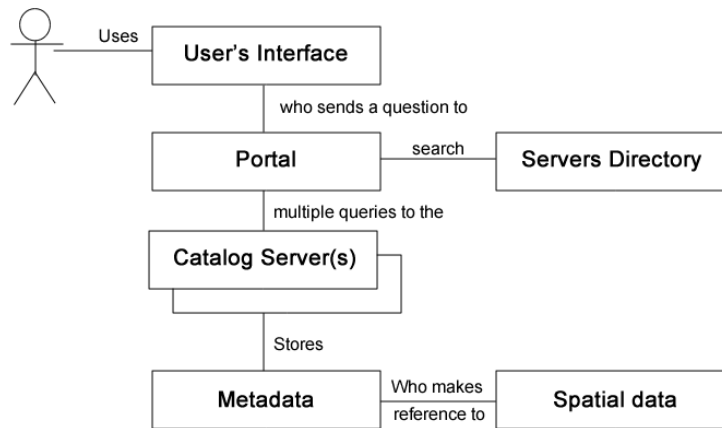 Uses
User's Interface
who sends a question to
Portal
search
Servers Directory
multiple queries to the
Catalog Server(s)
Stores
Metadata
Who makes
reference to
Spatial data